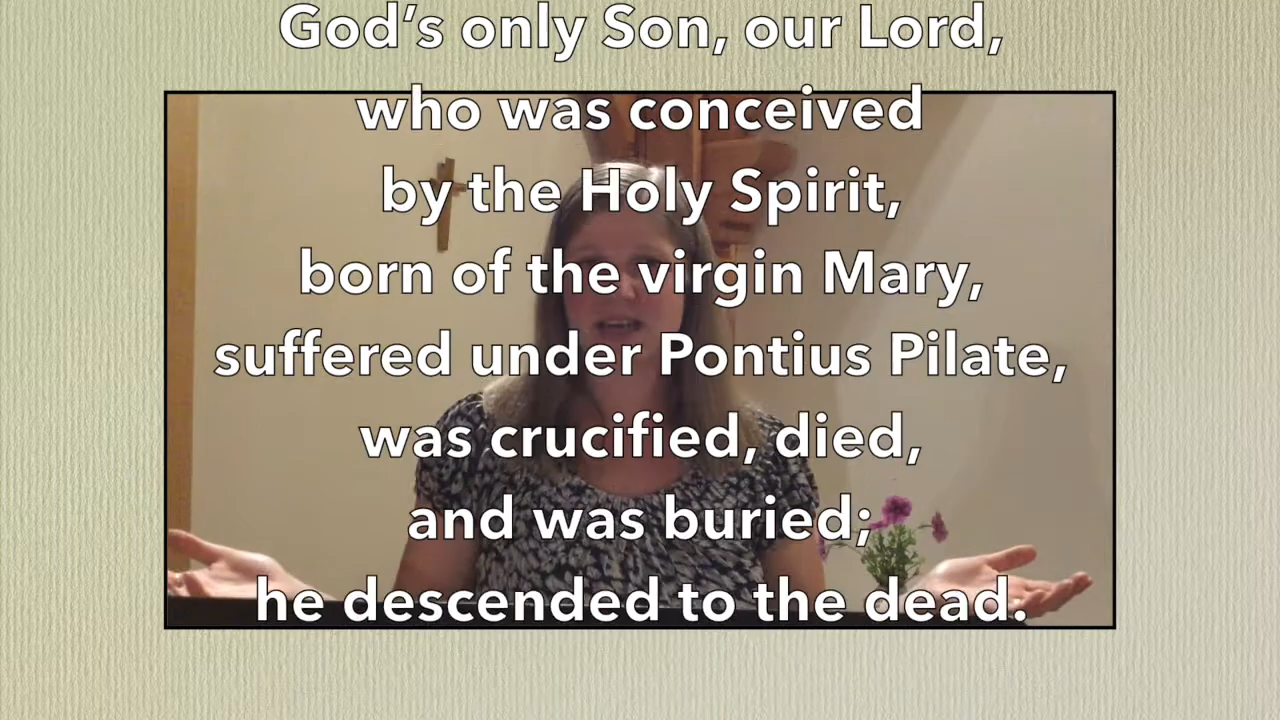 God’s only Son, our Lord,
who was conceived
by the Holy Spirit,
born of the virgin Mary,
suffered under Pontius Pilate,
was crucified, died,
and was buried;
he descended to the dead.